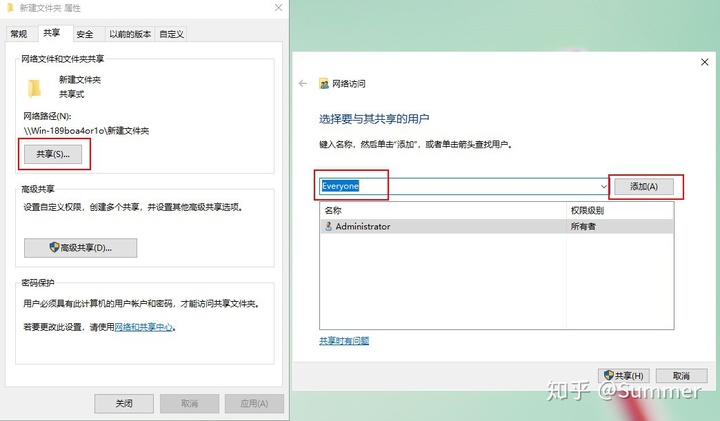 新建文件夹 属性
常规
共享
安全
以前的版本
自定义
网络文件和文件夹共享
新建文件夹
共享式
网络路径(N):
\\Win-189boa4or1o\新建文件夹
共享(S)...
高级共享
设置自定义权限，创建多个共享，并设置其他高级共享选项。
高级共享(D)...
密码保护
用户必须具有此计算机的用户帐户和密码，才能访问共享文件夹。
若要更改此设置，请使用网络和共享中心。
关闭
取消
应用(A)
网络访问
选择要与其共享的用户
键入名称，然后单击"添加"，或者单击箭头查找用户。
Everyone
添加(A)
名称
权限级别
Administrator
所有者
共享时有问题
共享(H)
取消
知乎 @Summer